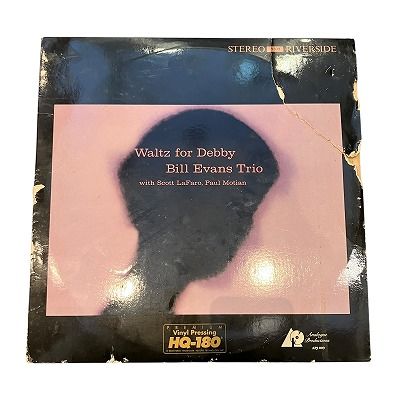 STEREO RIVERSIDE
Waltz for Debby
Bill Evans Trio
with Scott LaFaro, Paul Motian
PREMIUM
Vinyl Pressing
HQ-180
Analogue
Productions